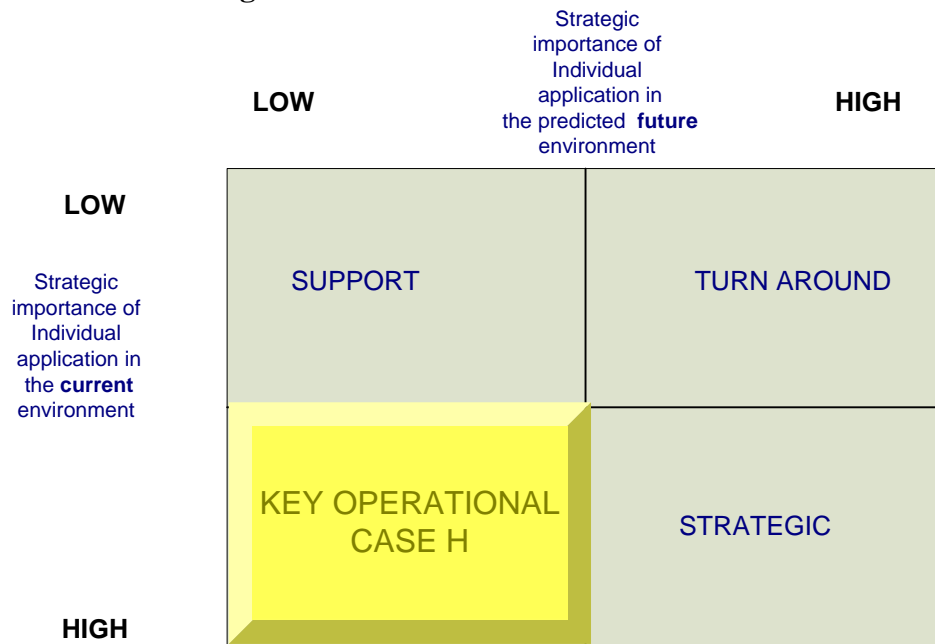 Strategic
importance of
Individual
application in
the predicted future
environment
LOW
HIGH
LOW
Strategic
importance of
Individual
application in
the current
environment
SUPPORT
TURN AROUND
KEY OPERATIONAL
CASE H
STRATEGIC
HIGH